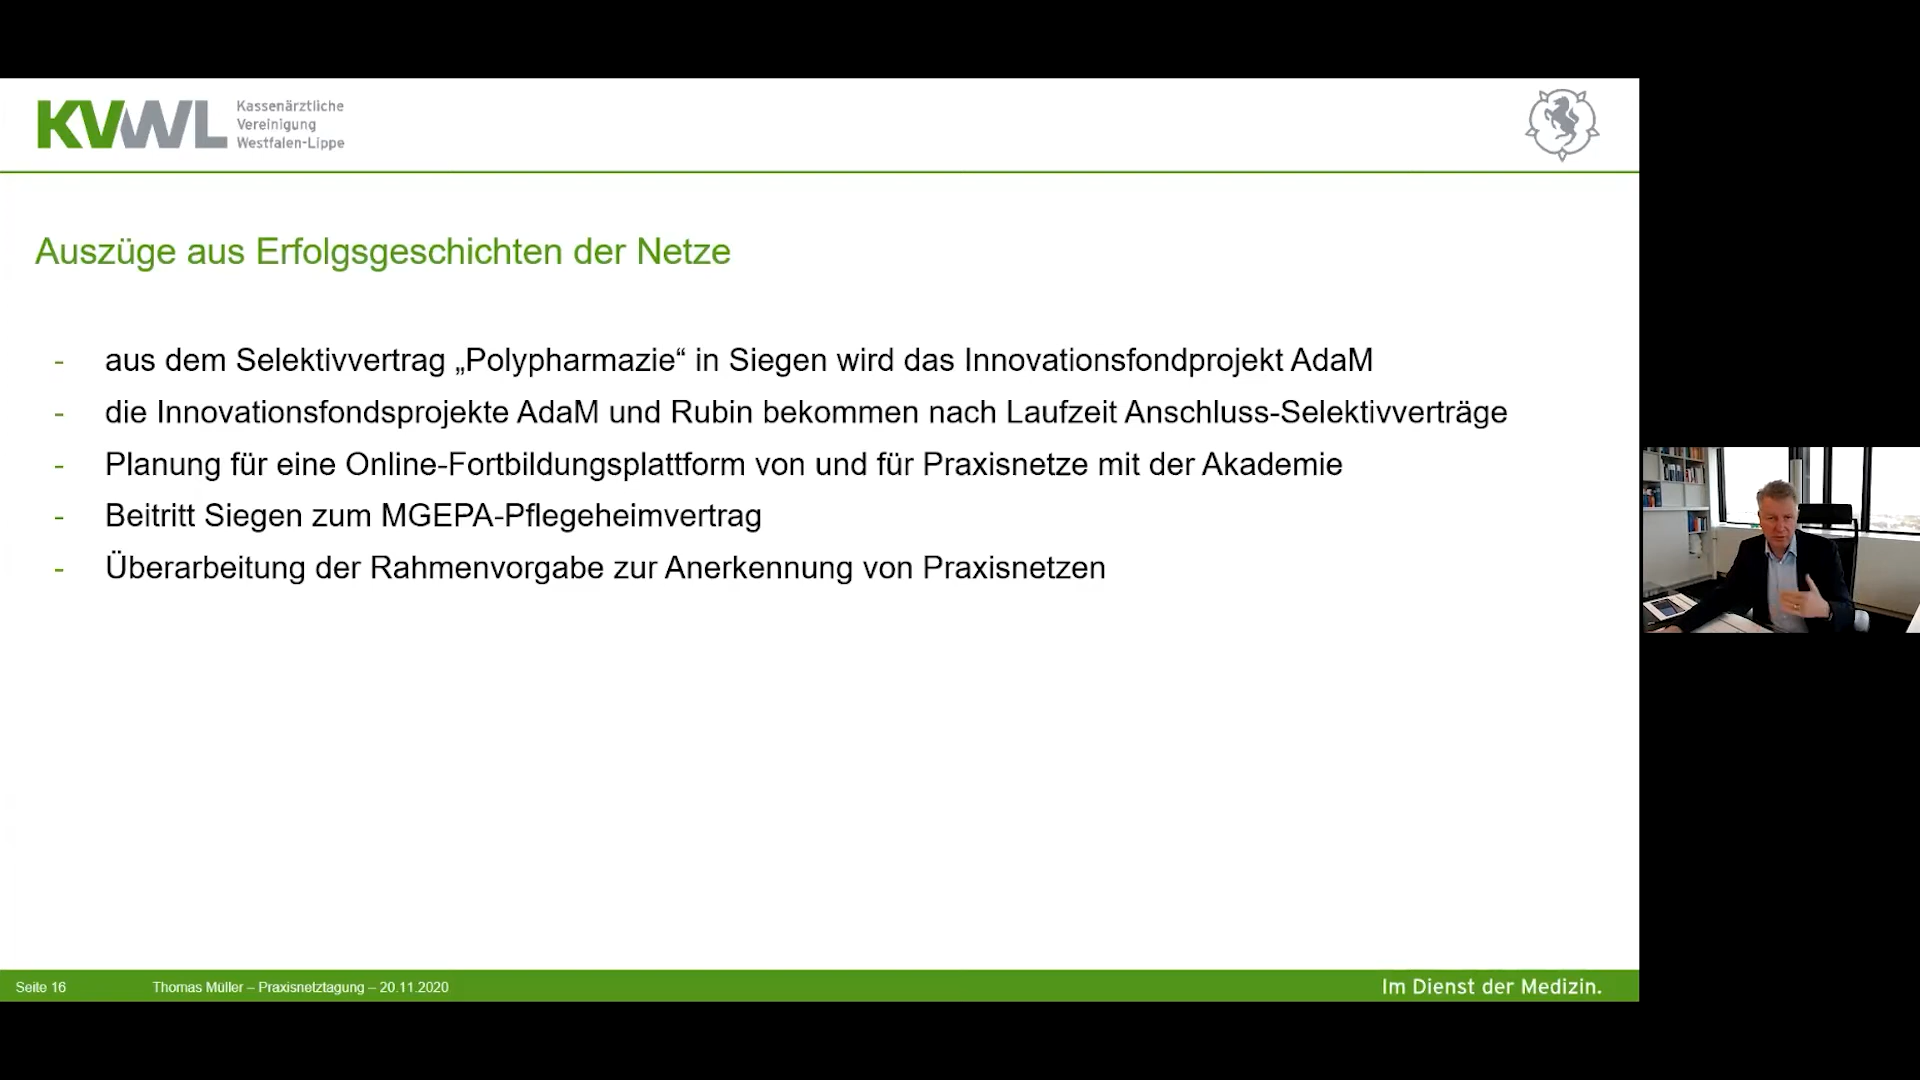 KVWL
Kassenärztliche
Vereinigung
Westfalen-Lippe
Auszüge aus Erfolgsgeschichten der Netze
- aus dem Selektivvertrag „Polypharmazie“ in Siegen wird das Innovationsfondprojekt AdaM
- die Innovationsfondsprojekte AdaM und Rubin bekommen nach Laufzeit Anschluss-Selektivverträge
- Planung für eine Online-Fortbildungsplattform von und für Praxisnetze mit der Akademie
- Beitritt Siegen zum MGEPA-Pflegeheimvertrag
- Überarbeitung der Rahmenvorgabe zur Anerkennung von Praxisnetzen
Seite 16 Thomas Müller – Praxisnetztagung – 20.11.2020 Im Dienst der Medizin.